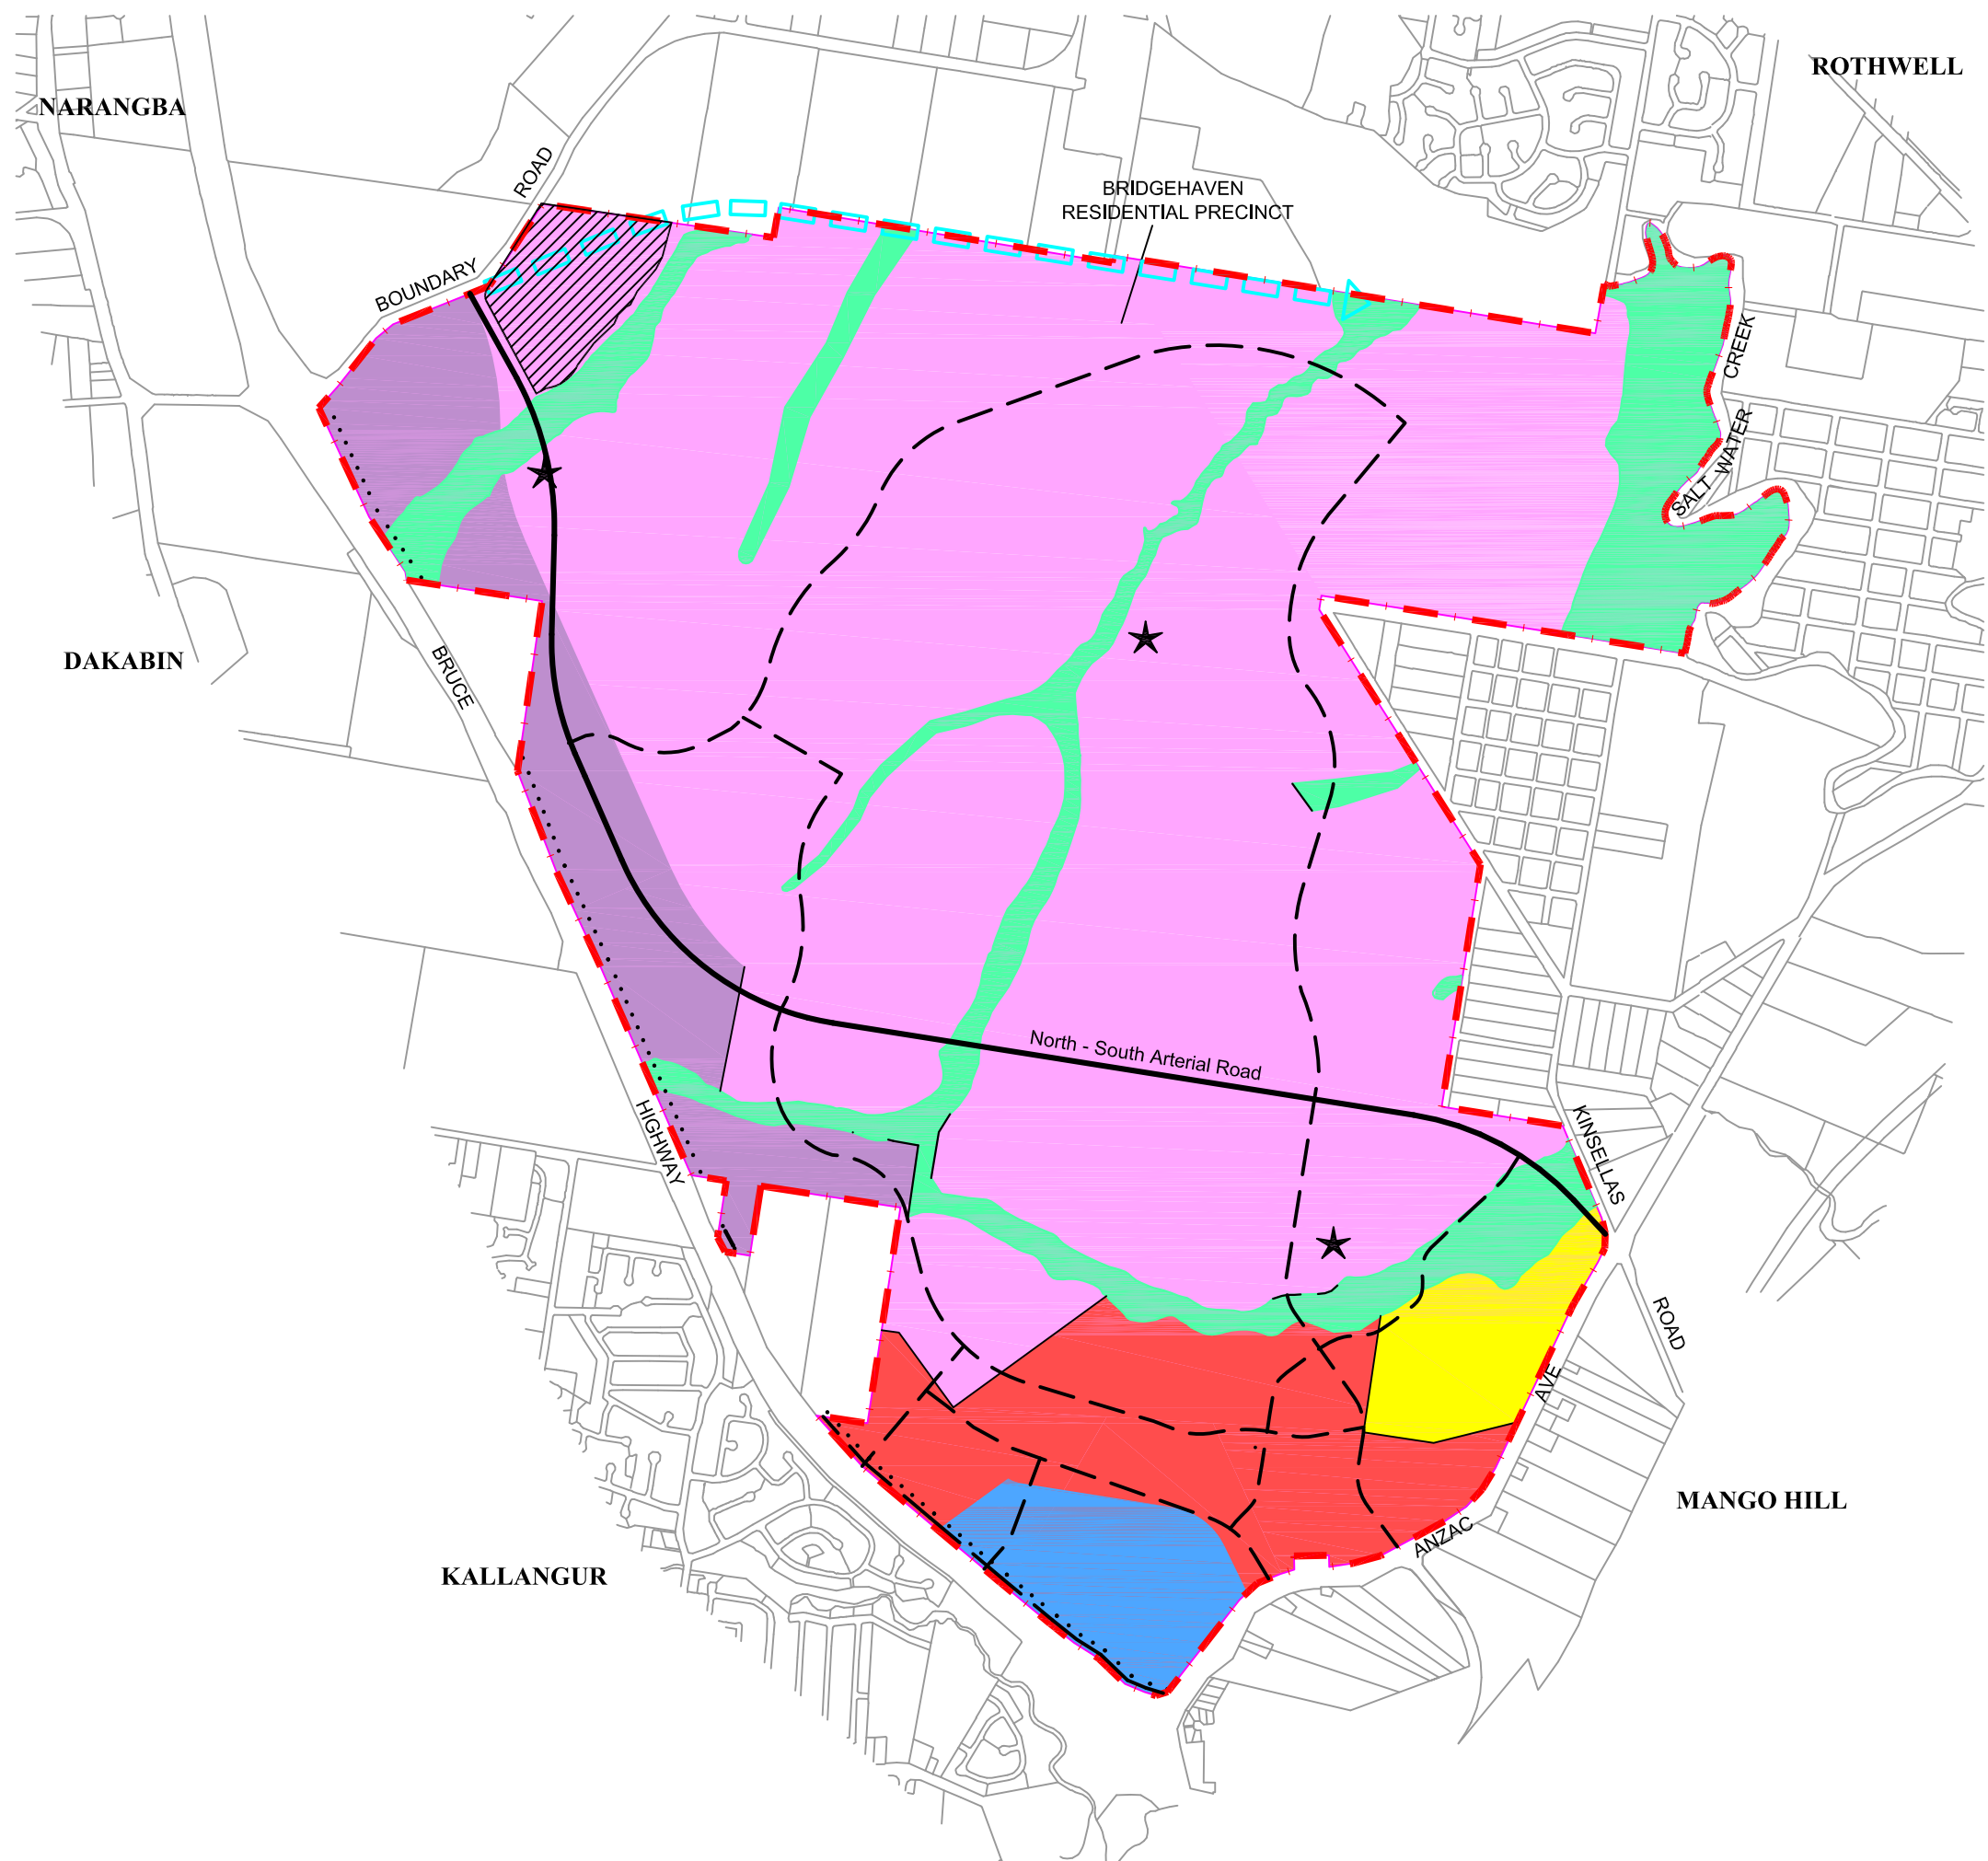 ROTHWELL
NARANGBA
ROAD
BRIDGEHAVEN
RESIDENTIAL PRECINCT
BOUNDARY
CREEK
SALT WATER
DAKABIN
BRUCE
North - South Arterial Road
HIGHWAY
KINSELLAS
ROAD
AVE
MANGO HILL
ANZAC
KALLANGUR